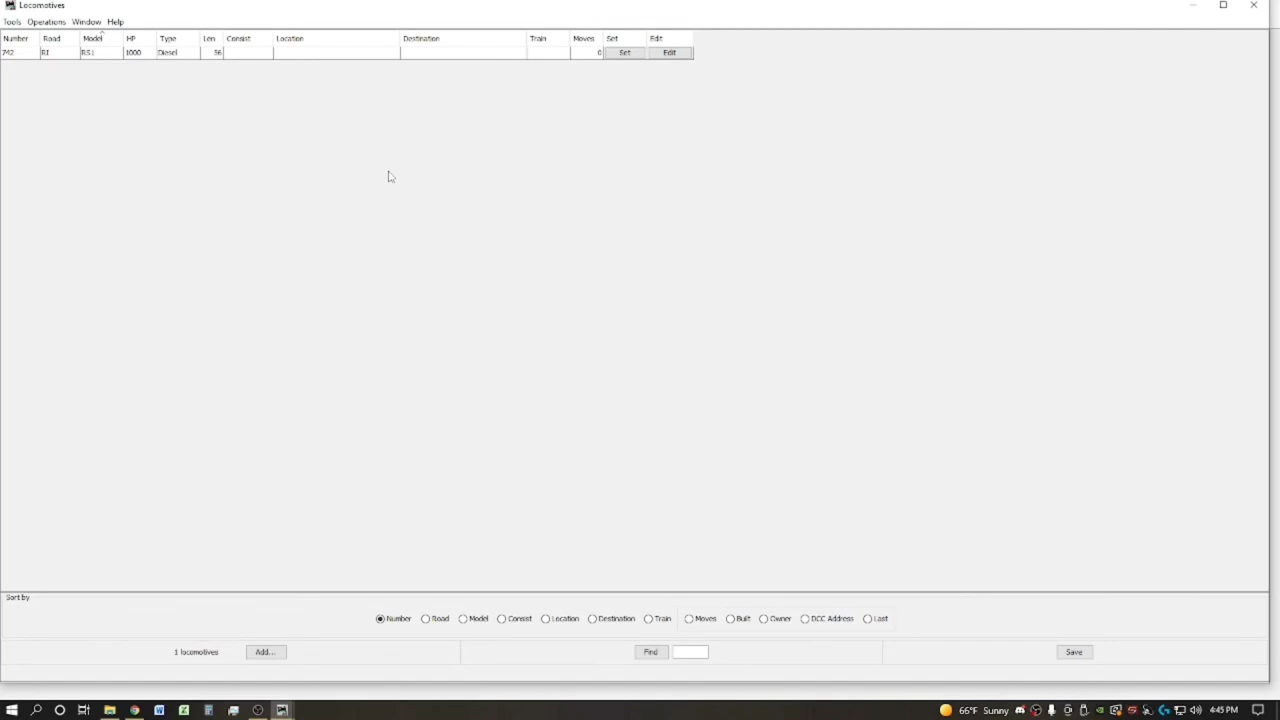 Locomotives
Tools Operations Window Help
Number Road Model HP Type Len Consist Location Destination Train Moves Set Edit
742 RI RS1 1000 Diesel 56 0 Set Edit
Sort by
Number Road Model Consist Location Destination Train Moves Built Owner DCC Address Last
1 locomotives Add... Find Save
66°F Sunny 4:45 PM